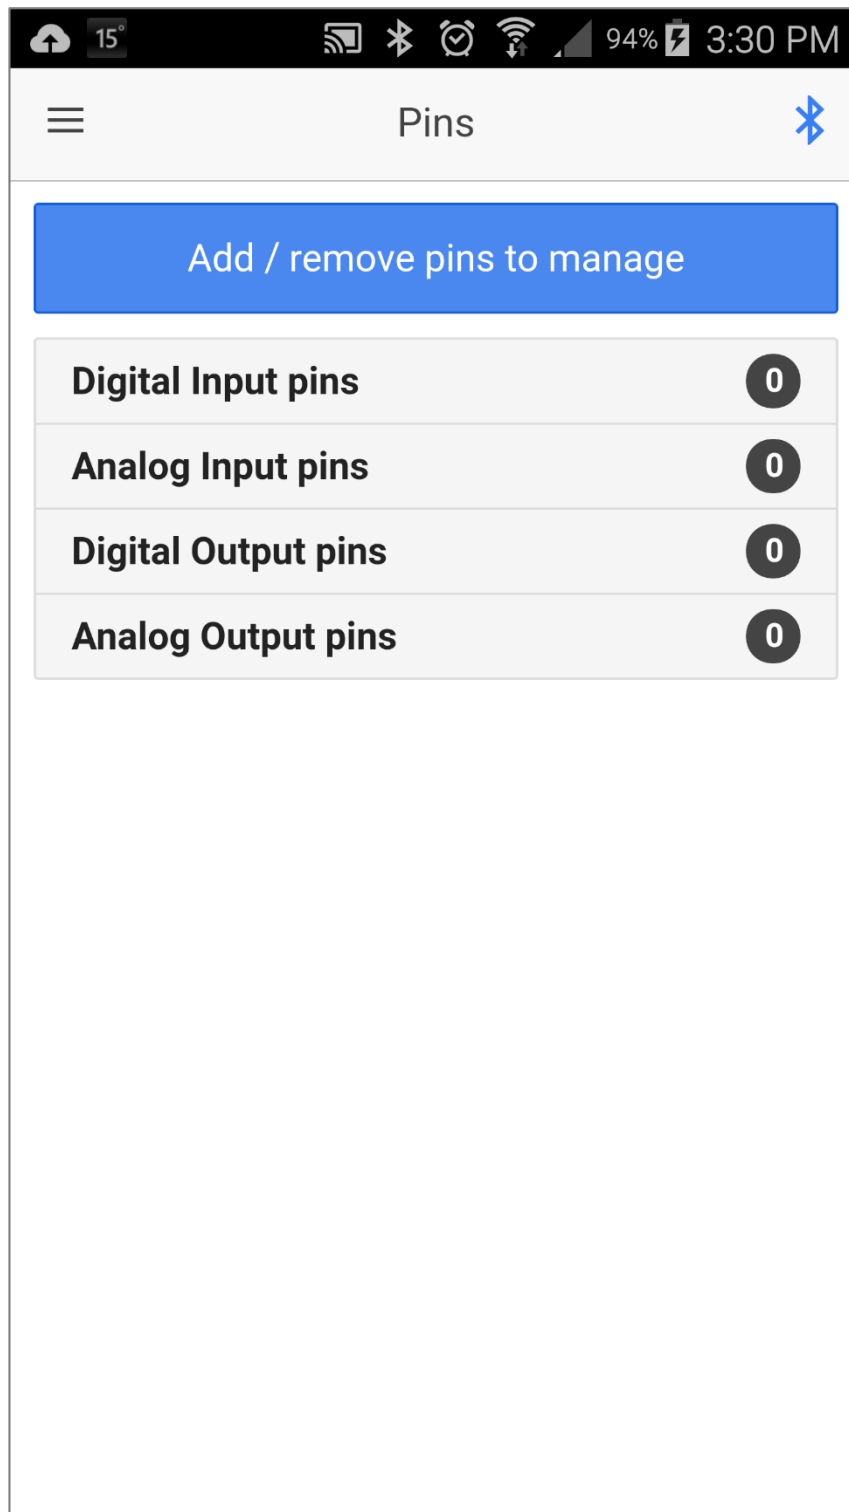 15° 94% 3:30 PM
Pins
Add / remove pins to manage
Digital Input pins 0
Analog Input pins 0
Digital Output pins 0
Analog Output pins 0